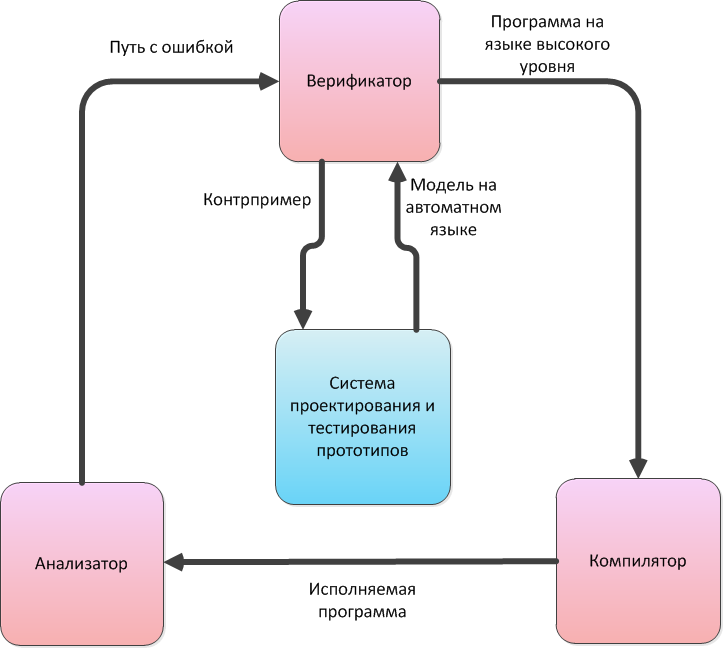 Путь с ошибкой
Верификатор
Программа на
языке высокого
уровня
Контрпример
Модель на
автоматном
языке
Система
проектирования и
тестирования
прототипов
Анализатор
Исполняемая
программа
Компилятор